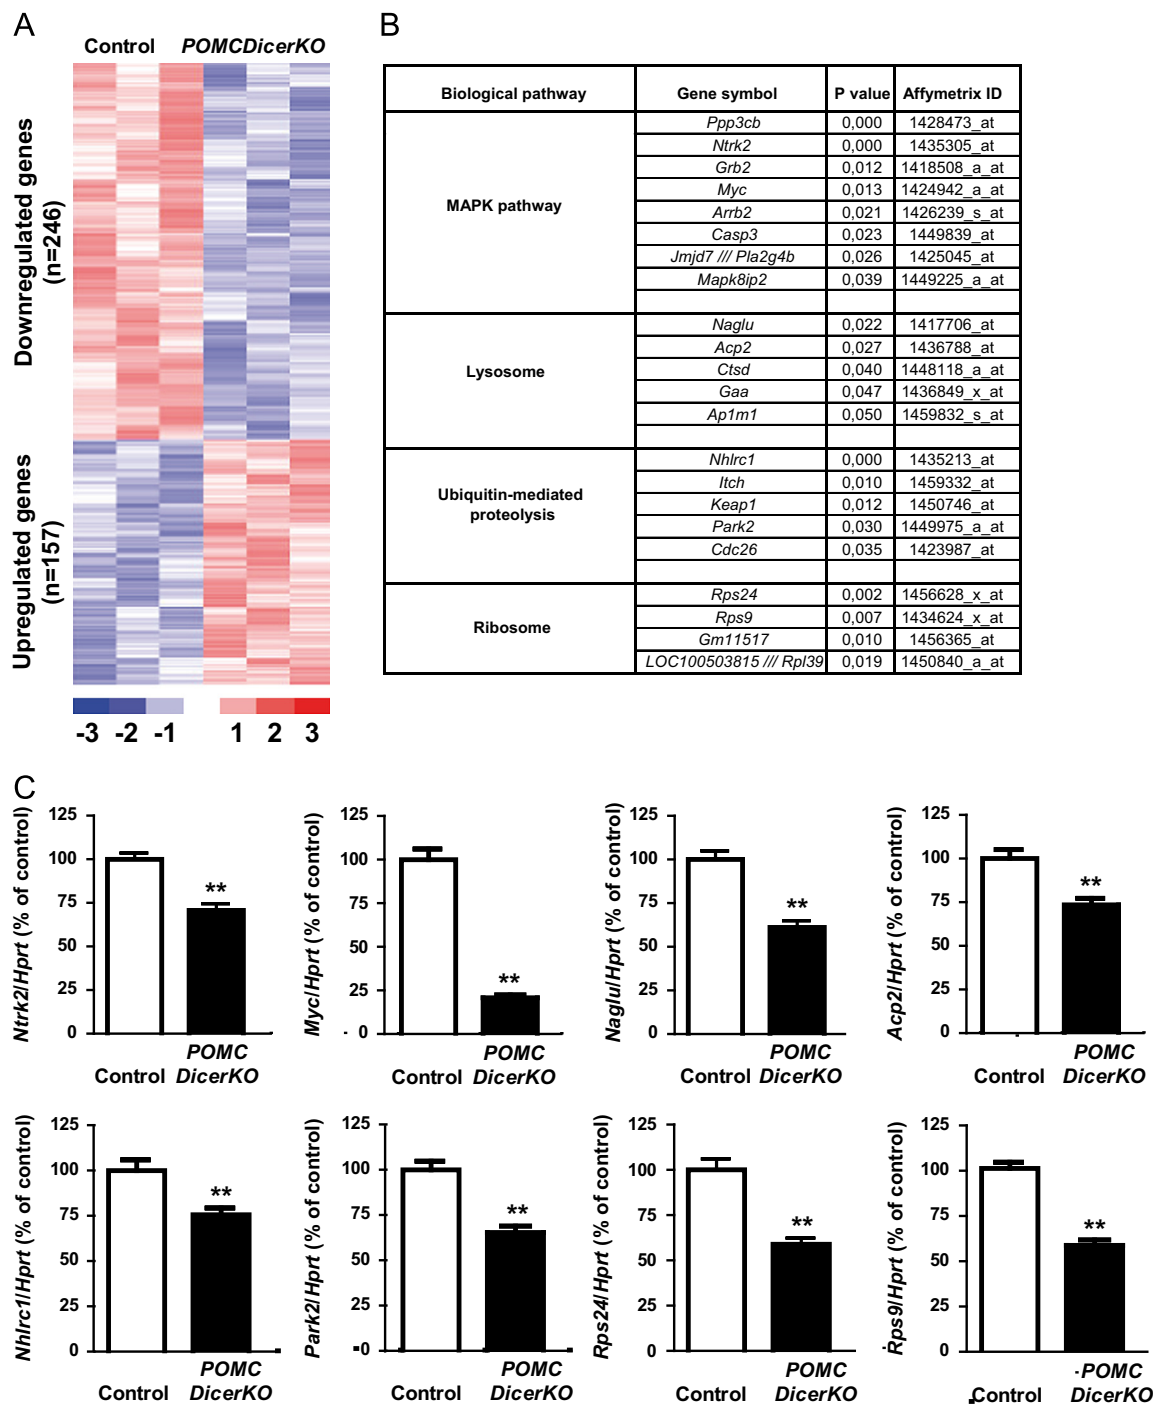 A
Control POMCDicerKO
Downregulated genes
(n=246)
Upregulated genes
(n=157)
-3 -2 -1 1 2 3
B
Biological pathway Gene symbol P value Affymetrix ID
MAPK pathway
Ppp3cb 0,000 1428473_at
Ntrk2 0,000 1435305_at
Grb2 0,012 1418508_a_at
Myc 0,013 1424942_a_at
Arrb2 0,021 1426239_s_at
Casp3 0,023 1449839_at
Jmjd7 /// Pla2g4b 0,026 1425045_at
Mapk8ip2 0,039 1449225_a_at
Lysosome
Naglu 0,022 1417706_at
Acp2 0,027 1436788_at
Ctsd 0,040 1448118_a_at
Gaa 0,047 1436849_x_at
Ap1m1 0,050 1459832_s_at
Ubiquitin-mediated
proteolysis
Nhlrc1 0,000 1435213_at
Itch 0,010 1459332_at
Keap1 0,012 1450746_at
Park2 0,030 1449975_a_at
Cdc26 0,035 1423987_at
Ribosome
Rps24 0,002 1456628_x_at
Rps9 0,007 1434624_x_at
Gm11517 0,010 1456365_at
LOC100503815 /// Rpl39 0,019 1450840_a_at
C
Ntrk2/Hprt (% of control)
125
100
75
50
25
0
**
Control POMC
DicerKO
Myc/Hprt (% of control)
125
100
75
50
25
0
**
Control POMC
DicerKO
Naglu/Hprt (% of control)
125
100
75
50
25
0
**
Control POMC
DicerKO
Acp2/Hprt (% of control)
125
100
75
50
25
0
**
Control POMC
DicerKO
Nhlrc1/Hprt (% of control)
125
100
75
50
25
0
**
Control POMC
DicerKO
Park2/Hprt (% of control)
125
100
75
50
25
0
**
Control POMC
DicerKO
Rps24/Hprt (% of control)
125
100
75
50
25
0
**
Control POMC
DicerKO
Rps9/Hprt (% of control)
125
100
75
50
25
0
**
Control POMC
DicerKO